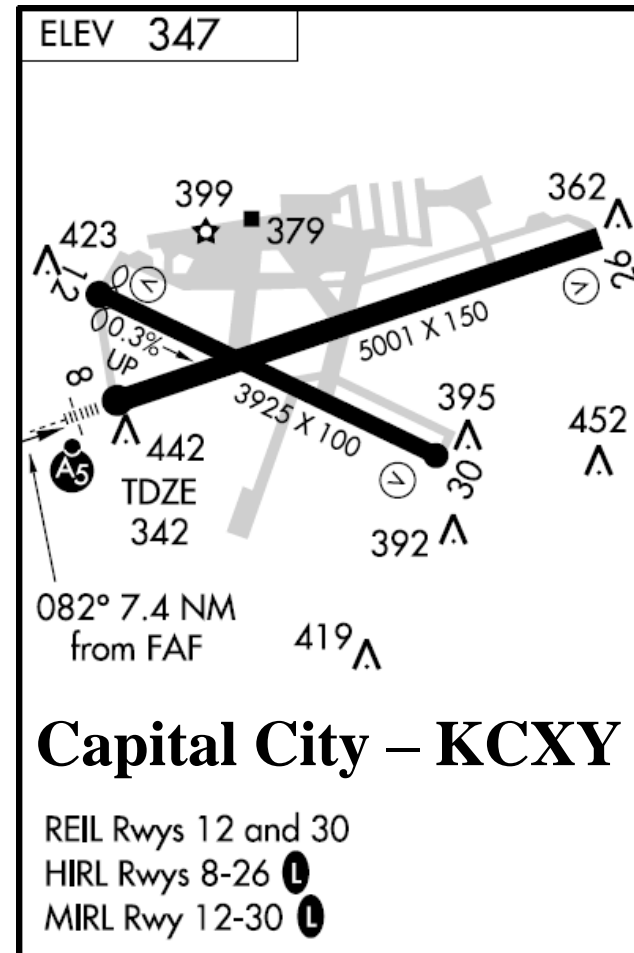 ELEV 347
399
362
423
379
12
26
0.3%
UP
5001 X 150
8
3925 X 100
395
442
452
A5
TDZE
30
342
392
082° 7.4 NM
from FAF
419
Capital City – KCXY
REIL Rwys 12 and 30
HIRL Rwys 8-26 L
MIRL Rwy 12-30 L